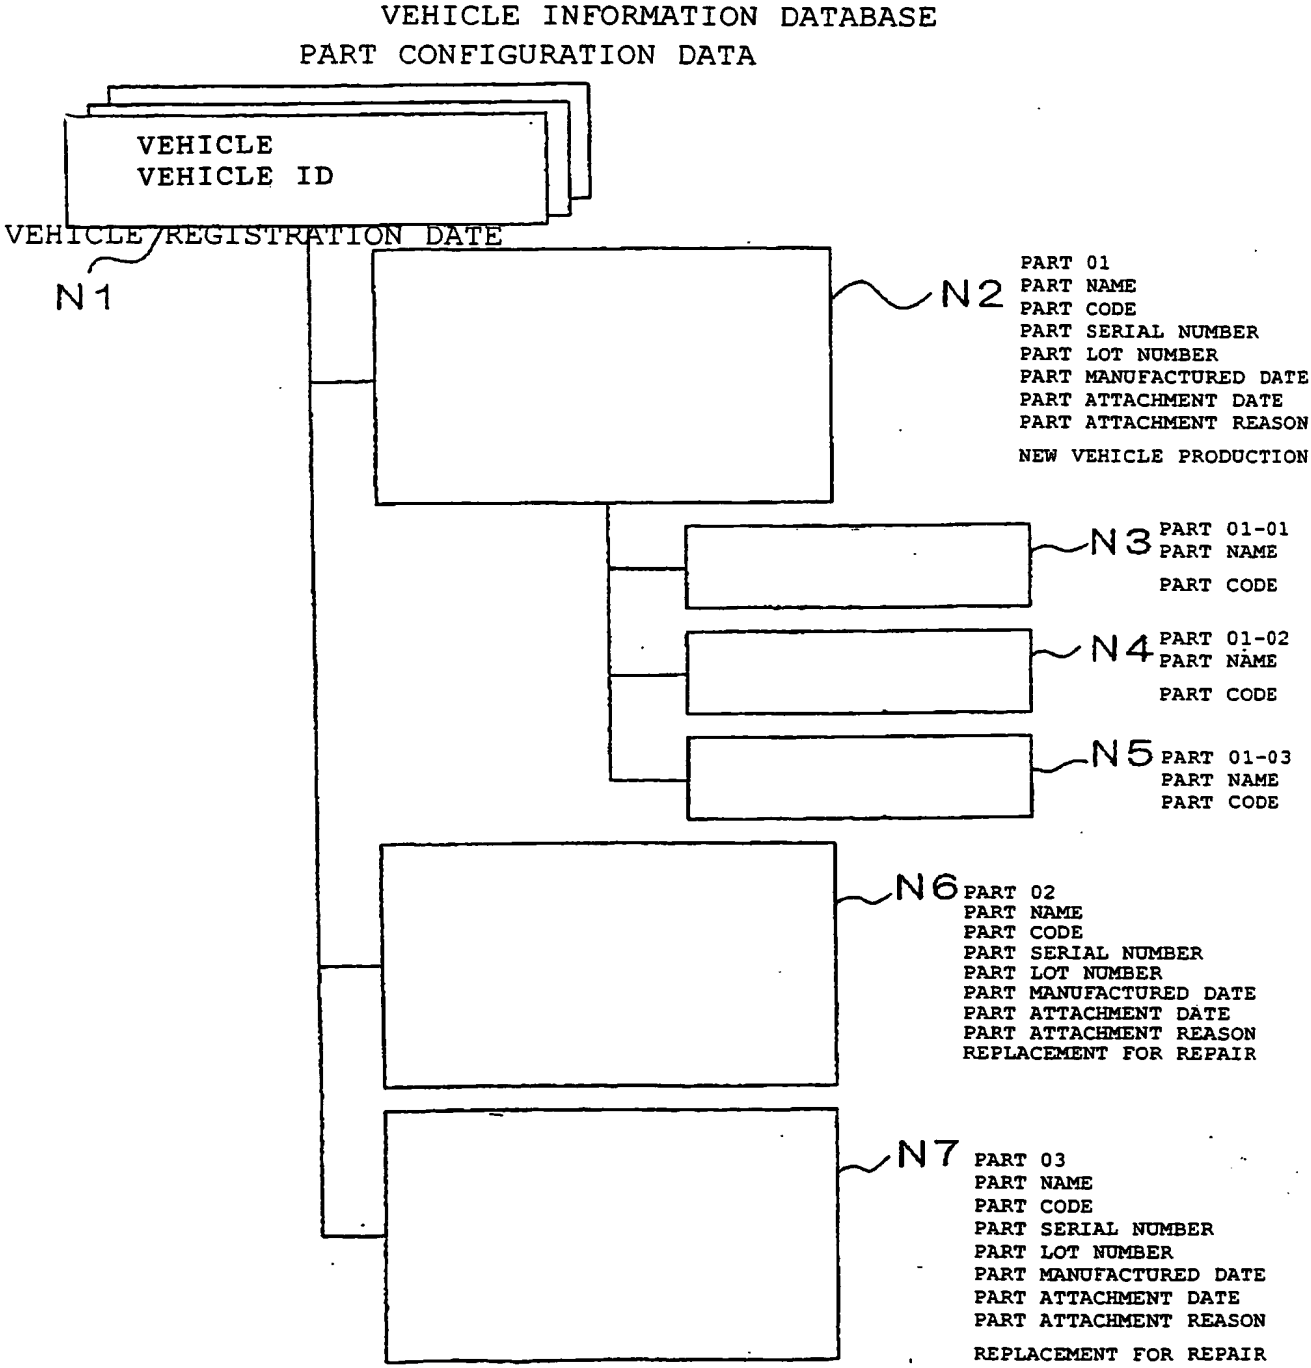 VEHICLE INFORMATION DATABASE
PART CONFIGURATION DATA
VEHICLE
VEHICLE ID
VEHICLE REGISTRATION DATE
N1
N2
PART 01
PART NAME
PART CODE
PART SERIAL NUMBER
PART LOT NUMBER
PART MANUFACTURED DATE
PART ATTACHMENT DATE
PART ATTACHMENT REASON
NEW VEHICLE PRODUCTION
N3
PART 01-01
PART NAME
PART CODE
N4
PART 01-02
PART NAME
PART CODE
N5
PART 01-03
PART NAME
PART CODE
N6
PART 02
PART NAME
PART CODE
PART SERIAL NUMBER
PART LOT NUMBER
PART MANUFACTURED DATE
PART ATTACHMENT DATE
PART ATTACHMENT REASON
REPLACEMENT FOR REPAIR
N7
PART 03
PART NAME
PART CODE
PART SERIAL NUMBER
PART LOT NUMBER
PART MANUFACTURED DATE
PART ATTACHMENT DATE
PART ATTACHMENT REASON
REPLACEMENT FOR REPAIR